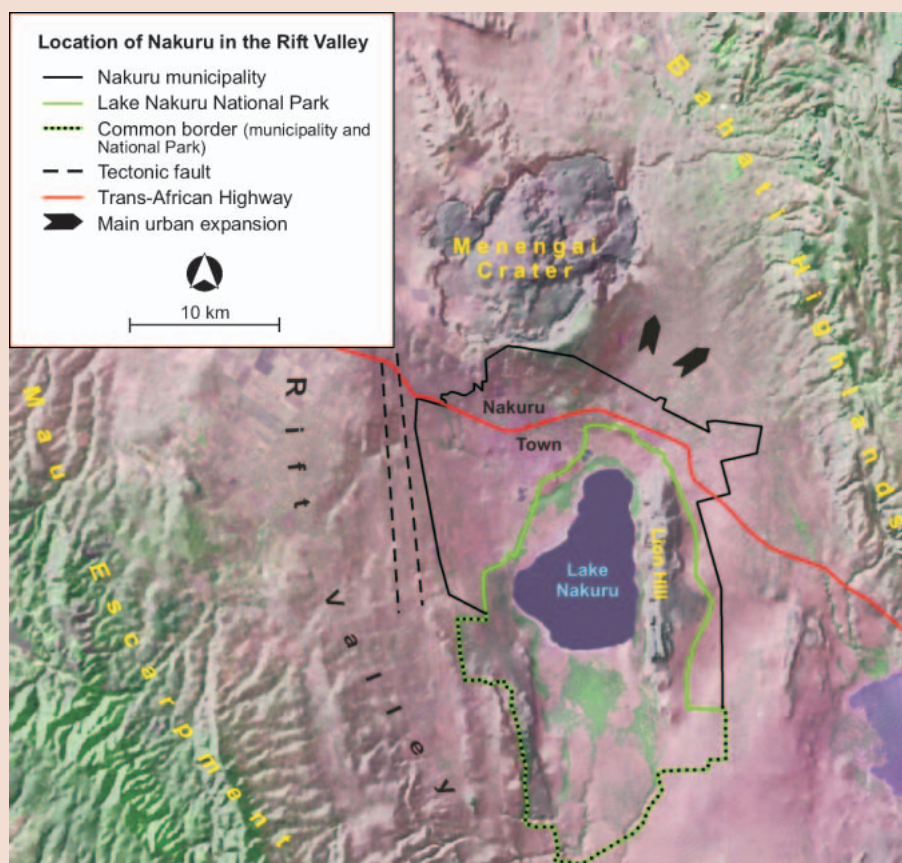 Location of Nakuru in the Rift Valley
Nakuru municipality
Lake Nakuru National Park
Common border (municipality and
National Park)
Tectonic fault
Trans-African Highway
Main urban expansion
10 km
Bahati Highlands
Menengai
Crater
Nakuru
Town
Rift Valley
Mau Escarpment
Lion Hill
Lake
Nakuru